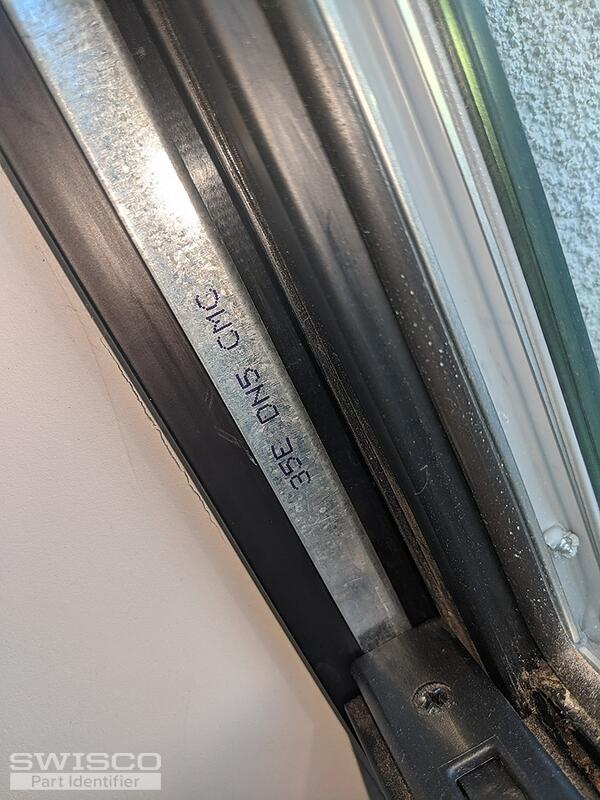 35E DN5 CMC
SWISCO
Part Identifier